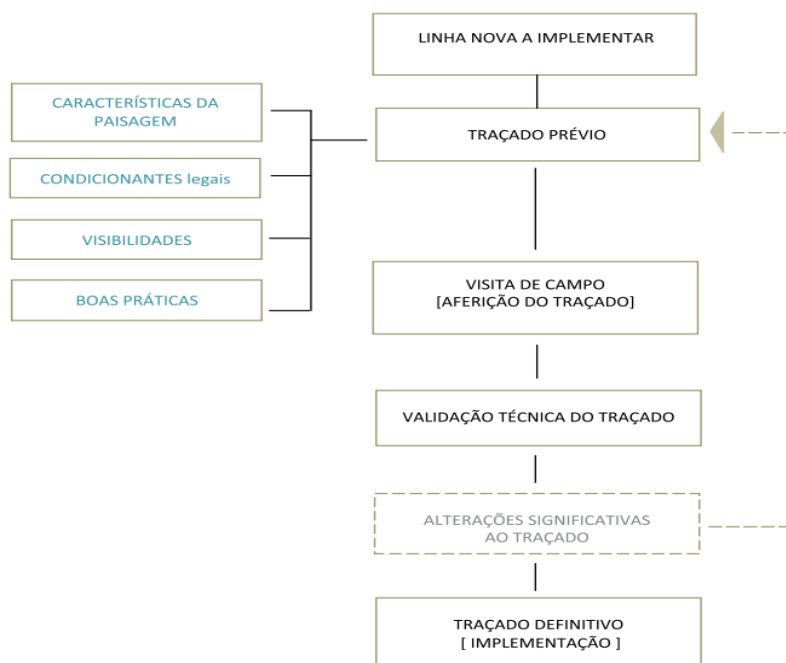 LINHA NOVA A IMPLEMENTAR
CARACTERÍSTICAS DA
PAISAGEM
TRAÇADO PRÉVIO
CONDICIONANTES legais
VISIBILIDADES
BOAS PRÁTICAS
VISITA DE CAMPO
[AFERIÇÃO DO TRAÇADO]
VALIDAÇÃO TÉCNICA DO TRAÇADO
ALTERAÇÕES SIGNIFICATIVAS
AO TRAÇADO
TRAÇADO DEFINITIVO
[ IMPLEMENTAÇÃO ]